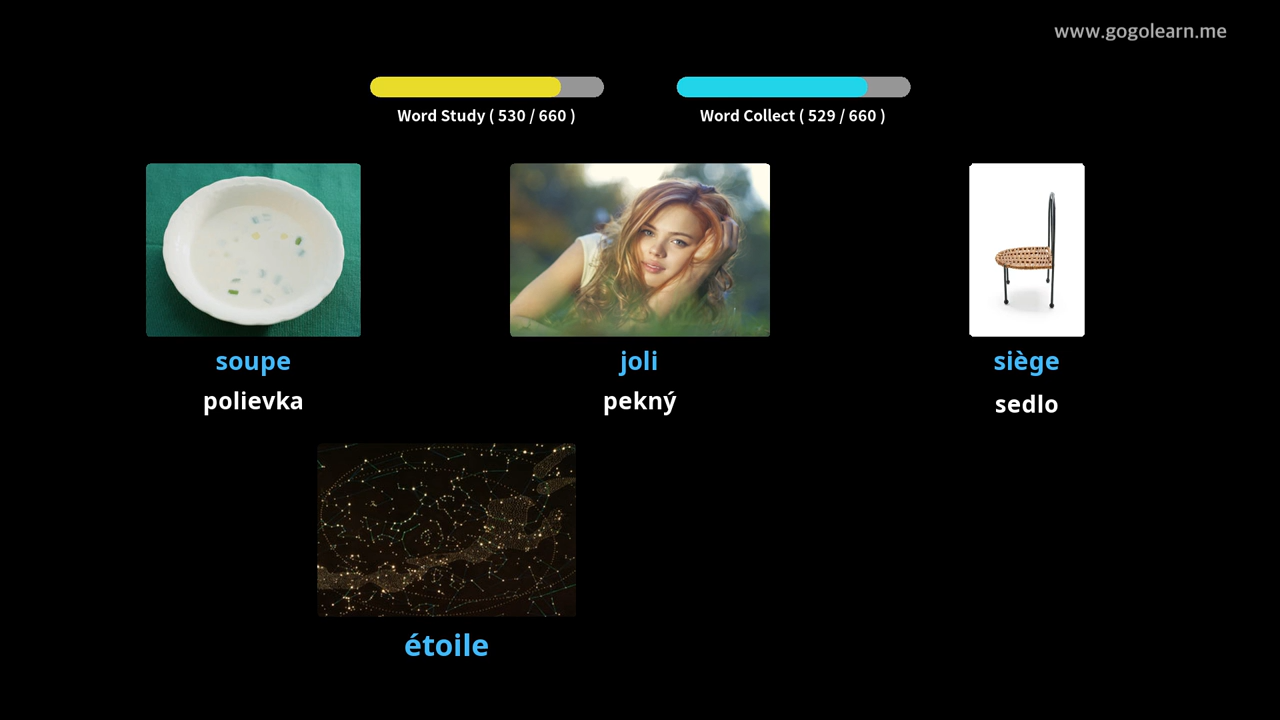 www.gogolearn.me
Word Study ( 530 / 660 )
Word Collect ( 529 / 660 )
soupe
polievka
joli
pekný
siège
sedlo
étoile